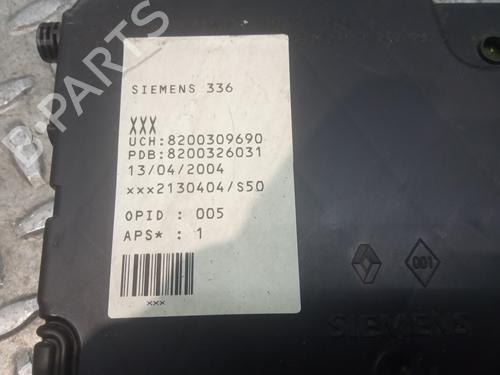 SIEMENS 336
XXX
UCH:8200309690
PDB:8200326031
13/04/2004
xxx2130404/S50
OPID : 005
APS* : 1
xxx
001
SIEMENS
B-PARTS